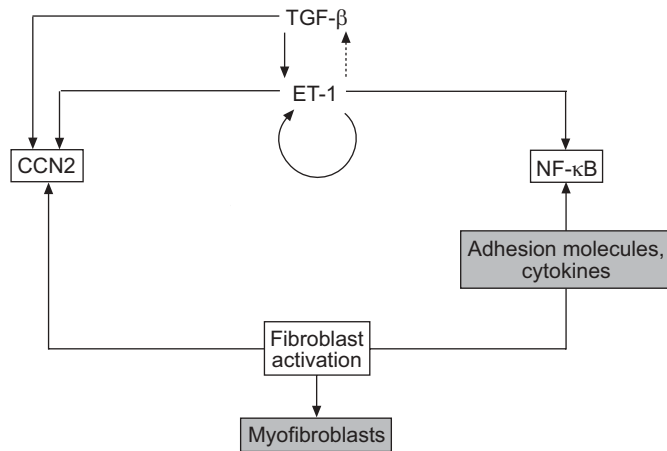 TGF-β
ET-1
CCN2
NF-κB
Adhesion molecules,
cytokines
Fibroblast
activation
Myofibroblasts